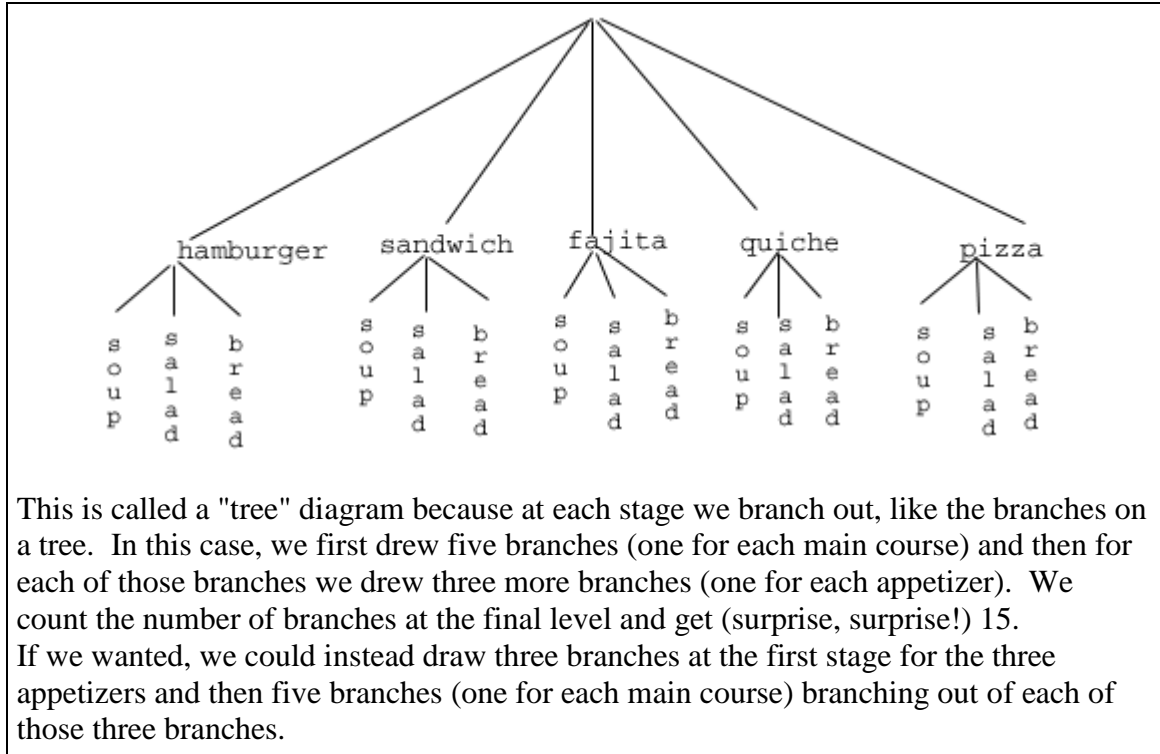 hamburger sandwich fajita quiche pizza
soup salad bread soup salad bread soup salad bread soup salad bread soup salad bread
This is called a "tree" diagram because at each stage we branch out, like the branches on
a tree. In this case, we first drew five branches (one for each main course) and then for
each of those branches we drew three more branches (one for each appetizer). We
count the number of branches at the final level and get (surprise, surprise!) 15.
If we wanted, we could instead draw three branches at the first stage for the three
appetizers and then five branches (one for each main course) branching out of each of
those three branches.